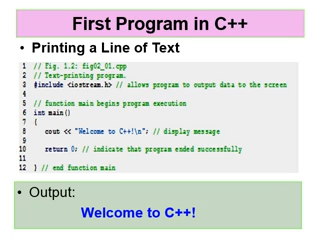 First Program in C++
• Printing a Line of Text
1 // Fig. 1.2: fig02_01.cpp
2 // Text-printing program.
3 #include <iostream.h> // allows program to output data to the screen
4
5 // function main begins program execution
6 int main()
7 {
8 cout << "Welcome to C++!\n"; // display message
9
10 return 0; // indicate that program ended successfully
11
12 } // end function main
• Output:
Welcome to C++!